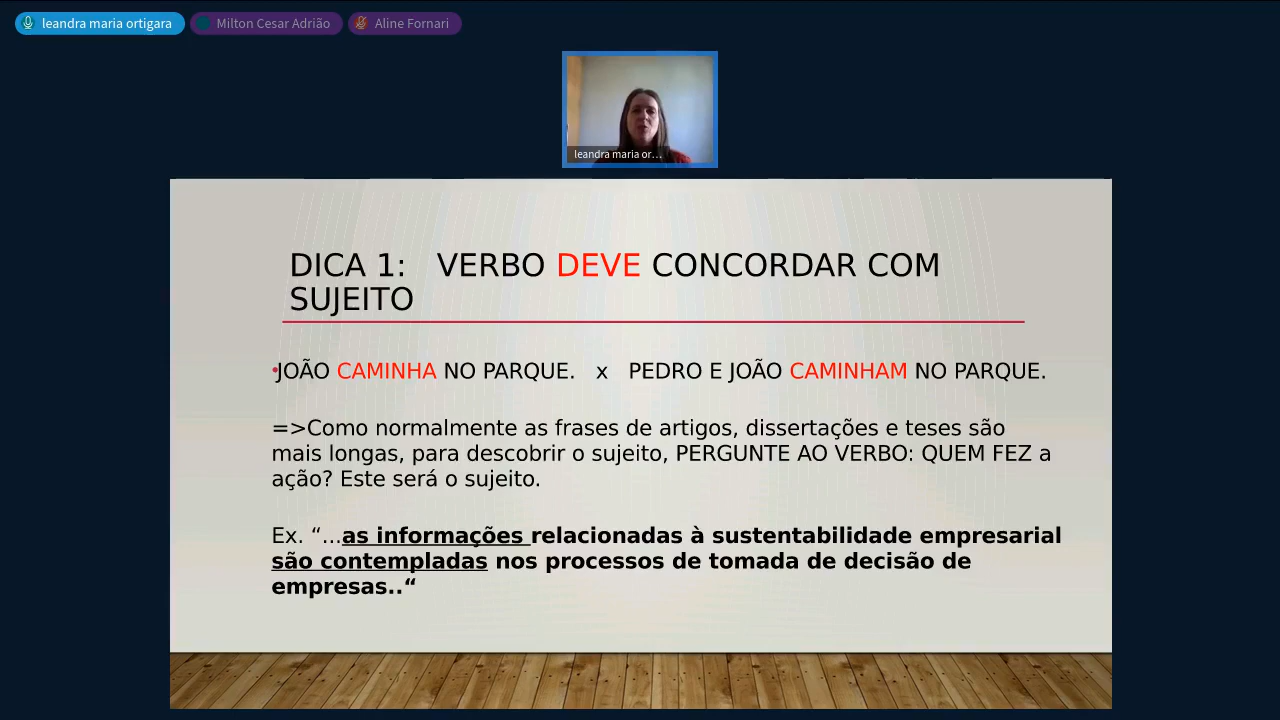 leandra maria ortigara
Milton Cesar Adrião
Aline Fornari
leandra maria or...
DICA 1: VERBO DEVE CONCORDAR COM
SUJEITO
•JOÃO CAMINHA NO PARQUE. x PEDRO E JOÃO CAMINHAM NO PARQUE.
=>Como normalmente as frases de artigos, dissertações e teses são
mais longas, para descobrir o sujeito, PERGUNTE AO VERBO: QUEM FEZ a
ação? Este será o sujeito.
Ex. “...as informações relacionadas à sustentabilidade empresarial
são contempladas nos processos de tomada de decisão de
empresas..“